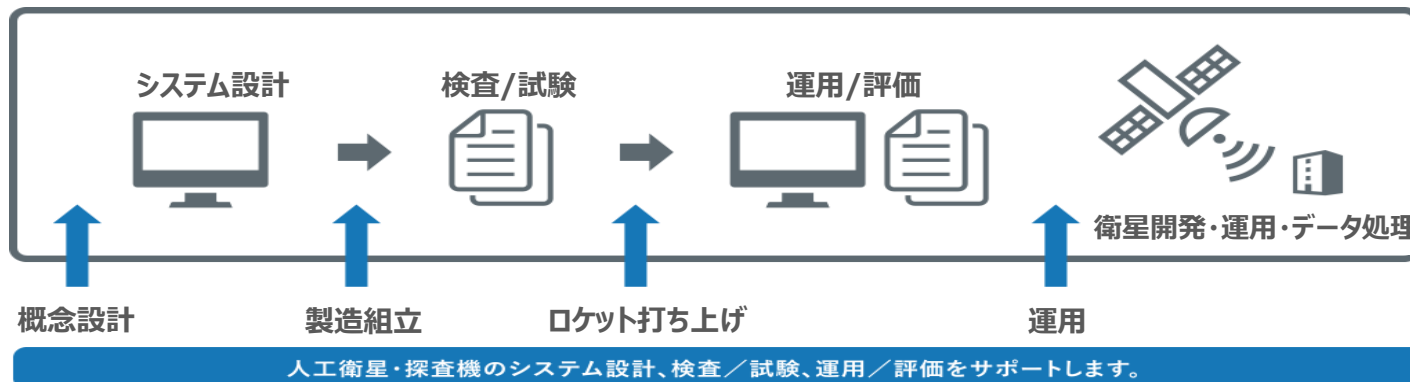 システム設計
検査/試験
運用/評価
衛星開発・運用・データ処理
概念設計
製造組立
ロケット打ち上げ
運用
人工衛星・探査機のシステム設計、検査／試験、運用／評価をサポートします。